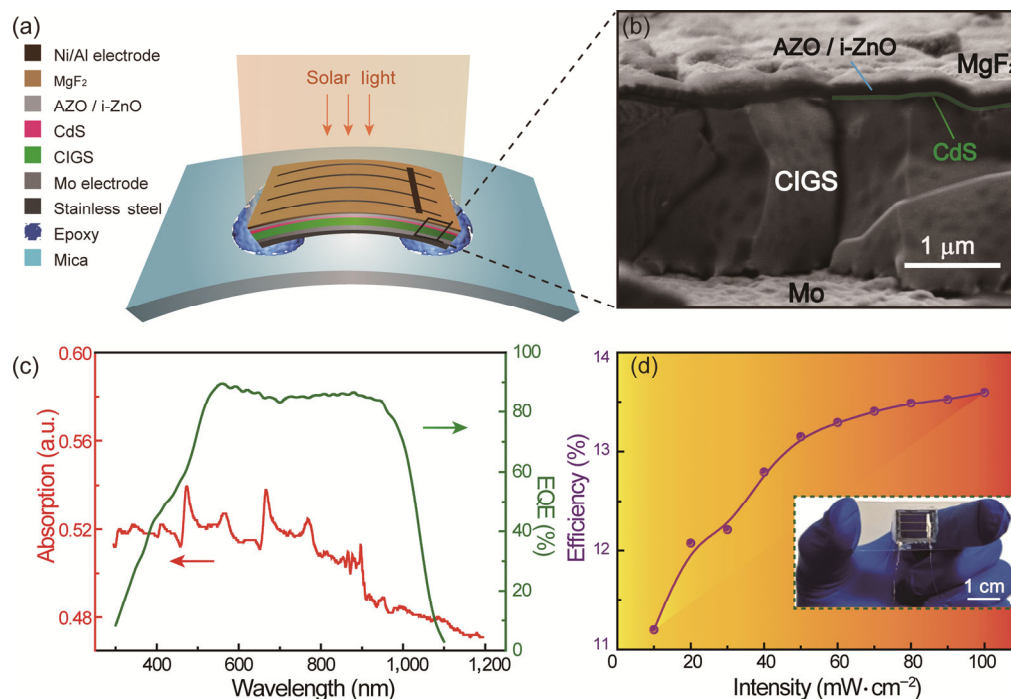 (a)
Ni/Al electrode
MgF₂
AZO / i-ZnO
CdS
CIGS
Mo electrode
Stainless steel
Epoxy
Mica
Solar light
(b)
AZO / i-ZnO
MgF₂
CdS
CIGS
1 μm
Mo
(c)
0.60
0.56
0.52
0.48
Absorption (a.u.)
100
80
60
40
20
0
EQE (%)
400
600
800
1,000
1,200
Wavelength (nm)
(d)
14
13
12
11
Efficiency (%)
1 cm
0
20
40
60
80
100
Intensity (mW·cm⁻²)